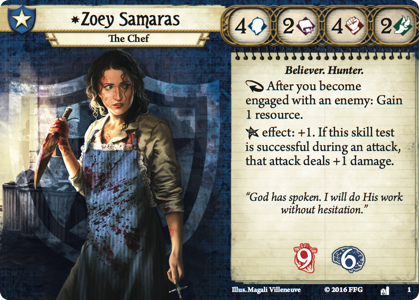 Zoey Samaras
The Chef
4 2 4 2
Believer. Hunter.
After you become
engaged with an enemy: Gain
1 resource.
effect: +1. If this skill test
is successful during an attack,
that attack deals +1 damage.
“God has spoken. I will do His work
without hesitation.”
9 6
Illus. Magali Villeneuve © 2016 FFG 1